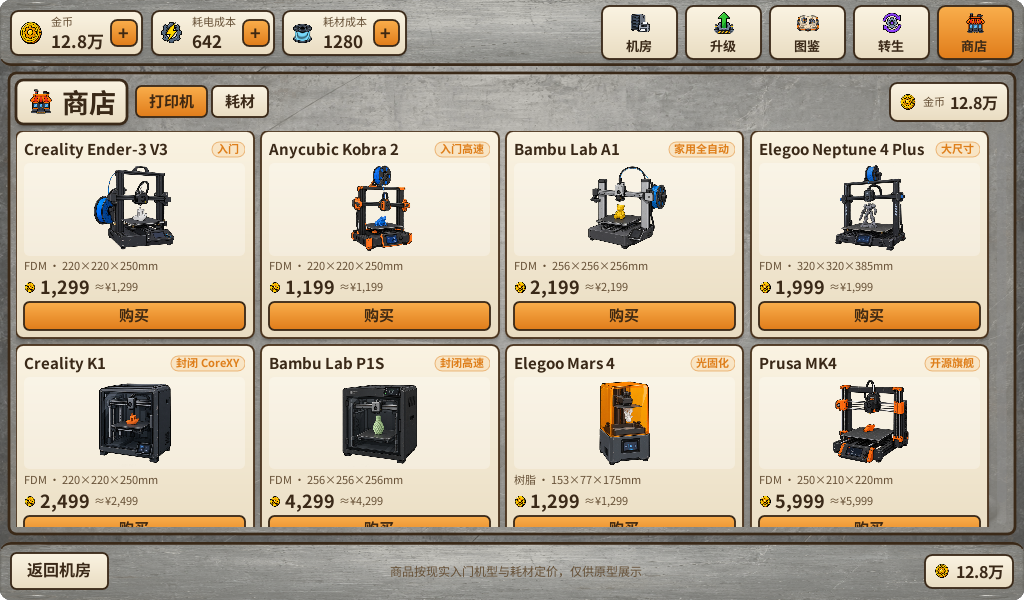 金币
12.8万
+
耗电成本
642
+
耗材成本
1280
+
机房
升级
图鉴
转生
商店
商店
打印机
耗材
金币 12.8万
Creality Ender-3 V3 入门
FDM · 220×220×250mm
1,299 ≈¥1,299
购买
Anycubic Kobra 2 入门高速
FDM · 220×220×250mm
1,199 ≈¥1,199
购买
Bambu Lab A1 家用全自动
FDM · 256×256×256mm
2,199 ≈¥2,199
购买
Elegoo Neptune 4 Plus 大尺寸
FDM · 320×320×385mm
1,999 ≈¥1,999
购买
Creality K1 封闭 CoreXY
FDM · 220×220×250mm
2,499 ≈¥2,499
购买
Bambu Lab P1S 封闭高速
FDM · 256×256×256mm
4,299 ≈¥4,299
购买
Elegoo Mars 4 光固化
树脂 · 153×77×175mm
1,299 ≈¥1,299
购买
Prusa MK4 开源旗舰
FDM · 250×210×220mm
5,999 ≈¥5,999
购买
返回机房
商品按现实入门机型与耗材定价，仅供原型展示
12.8万